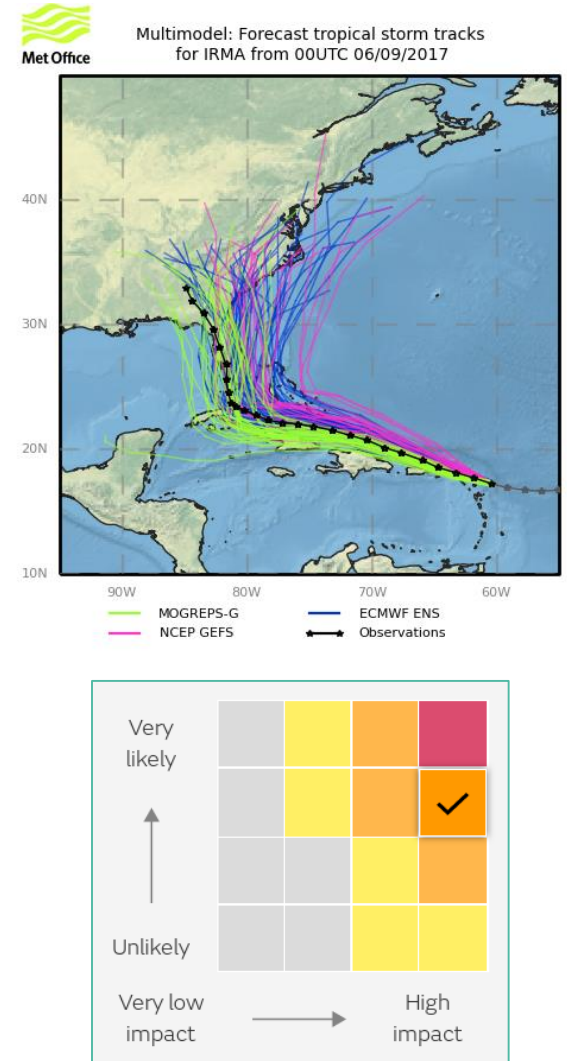 Met Office
Multimodel: Forecast tropical storm tracks
for IRMA from 00UTC 06/09/2017
40N
30N
20N
10N
90W
80W
70W
60W
MOGREPS-G
ECMWF ENS
NCEP GEFS
Observations
Very
likely
Unlikely
Very low
impact
High
impact